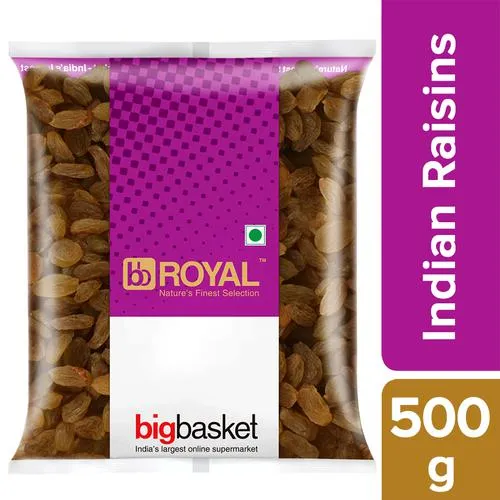 bb ROYAL™
Nature's Finest Selection
bigbasket
India's largest online supermarket
Indian Raisins
500
g